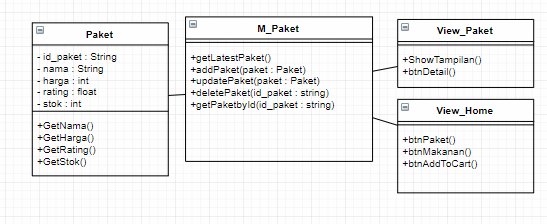 Paket
- id_paket : String
- nama : String
- harga : int
- rating : float
- stok : int
+GetNama()
+GetHarga()
+GetRating()
+GetStok()
M_Paket
+getLatestPaket()
+addPaket(paket : Paket)
+updatePaket(paket : Paket)
+deletePaket(id_paket : string)
+getPaketbyId(id_paket : string)
View_Paket
+ShowTampilan()
+btnDetail()
View_Home
+btnPaket()
+btnMakanan()
+btnAddToCart()